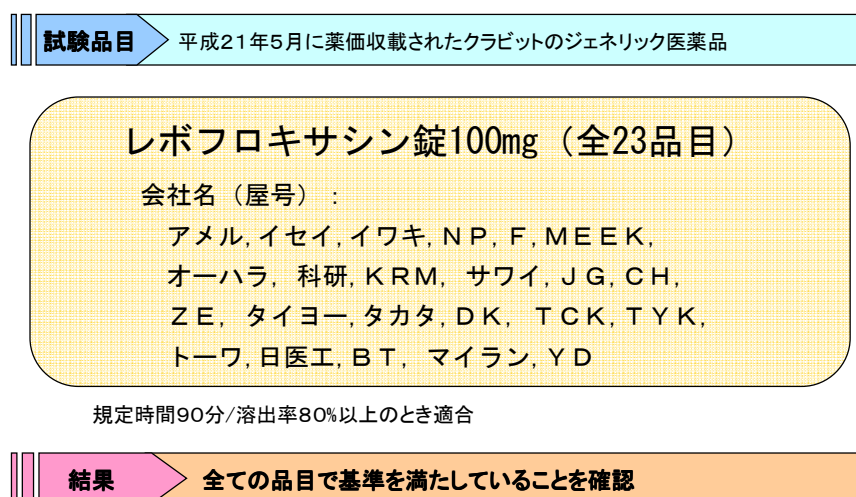 試験品目 平成21年5月に薬価収載されたクラビットのジェネリック医薬品
レボフロキサシン錠100mg（全23品目）
会社名（屋号）：
アメル,イセイ,イワキ,ＮＰ,Ｆ,ＭＥＥＫ,
オーハラ, 科研,ＫＲＭ, サワイ,ＪＧ,ＣＨ,
ＺＥ, タイヨー,タカタ,ＤＫ, ＴＣＫ,ＴＹＫ,
トーワ,日医工,ＢＴ, マイラン,ＹＤ
規定時間90分/溶出率80%以上のとき適合
結果 全ての品目で基準を満たしていることを確認